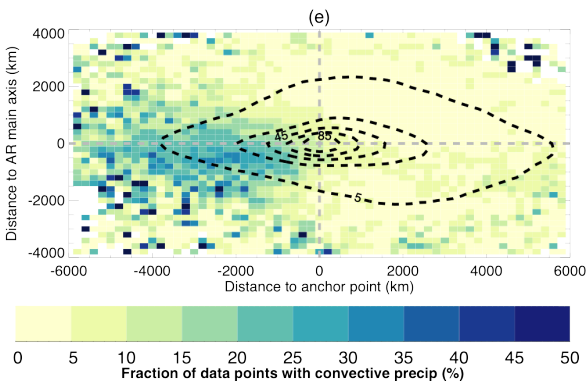 (e)
4000
2000
0
-2000
-4000
Distance to AR main axis (km)
45
85
5
-6000 -4000 -2000 0 2000 4000 6000
Distance to anchor point (km)
0 5 10 15 20 25 30 35 40 45 50
Fraction of data points with convective precip (%)